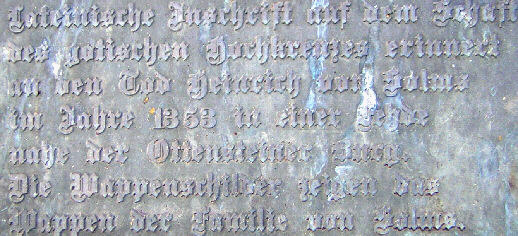 Lateinische Inschrift auf dem Schaft
des gotischen Hochkreuzes erinnert
an den Tod Heinrich von Solms
im Jahre 1353 in einer Fehde
nahe der Ottensteiner Burg.
Die Wappenschilder zeigen das
Wappen der Familie von Solms.